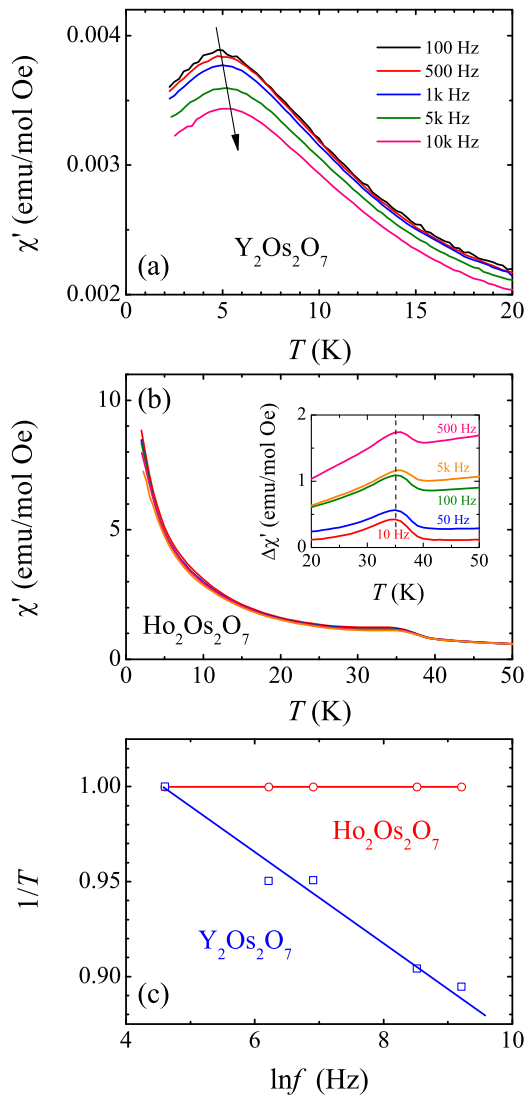 0.004
100 Hz
500 Hz
1k Hz
5k Hz
10k Hz
0.003
χ' (emu/mol Oe)
Y₂Os₂O₇
(a)
0.002
0 5 10 15 20
T (K)
(b)
10
2
500 Hz
5k Hz
1
100 Hz
50 Hz
10 Hz
0
20 30 40 50
Δχ' (emu/mol Oe)
T (K)
5
χ' (emu/mol Oe)
Ho₂Os₂O₇
0
0 10 20 30 40 50
T (K)
1.00
Ho₂Os₂O₇
0.95
1/T
Y₂Os₂O₇
0.90
(c)
4 6 8 10
lnf (Hz)